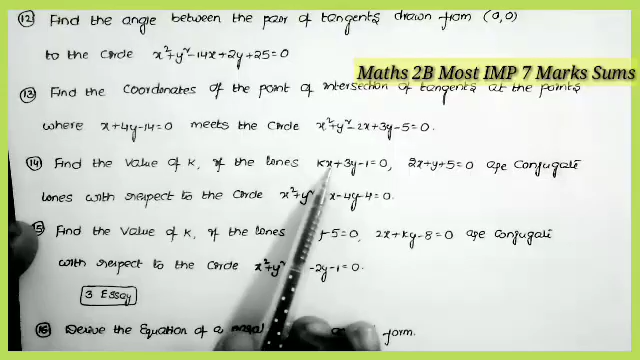 (12) Find the angle between the pair of tangents drawn from (0,0)
to the Circle x²+y²-14x+2y+25=0
Maths 2B Most IMP 7 Marks Sums
(13) Find the Coordinates of the point of intersection of tangents at the points
where x+4y-14=0 meets the Circle x²+y²-2x+3y-5=0.
(14) Find the value of K, if the lines Kx+3y-1=0, 2x+y+5=0 are Conjugate
lines with respect to the Circle x²+y² x-4y-4=0.
Find the Value of K, if the lines -5=0, 2x+Ky-8=0 are Conjugate
with respect to the Circle x²+y² -2y-1=0.
3 Essay
(16) Derive the Equation of a form.